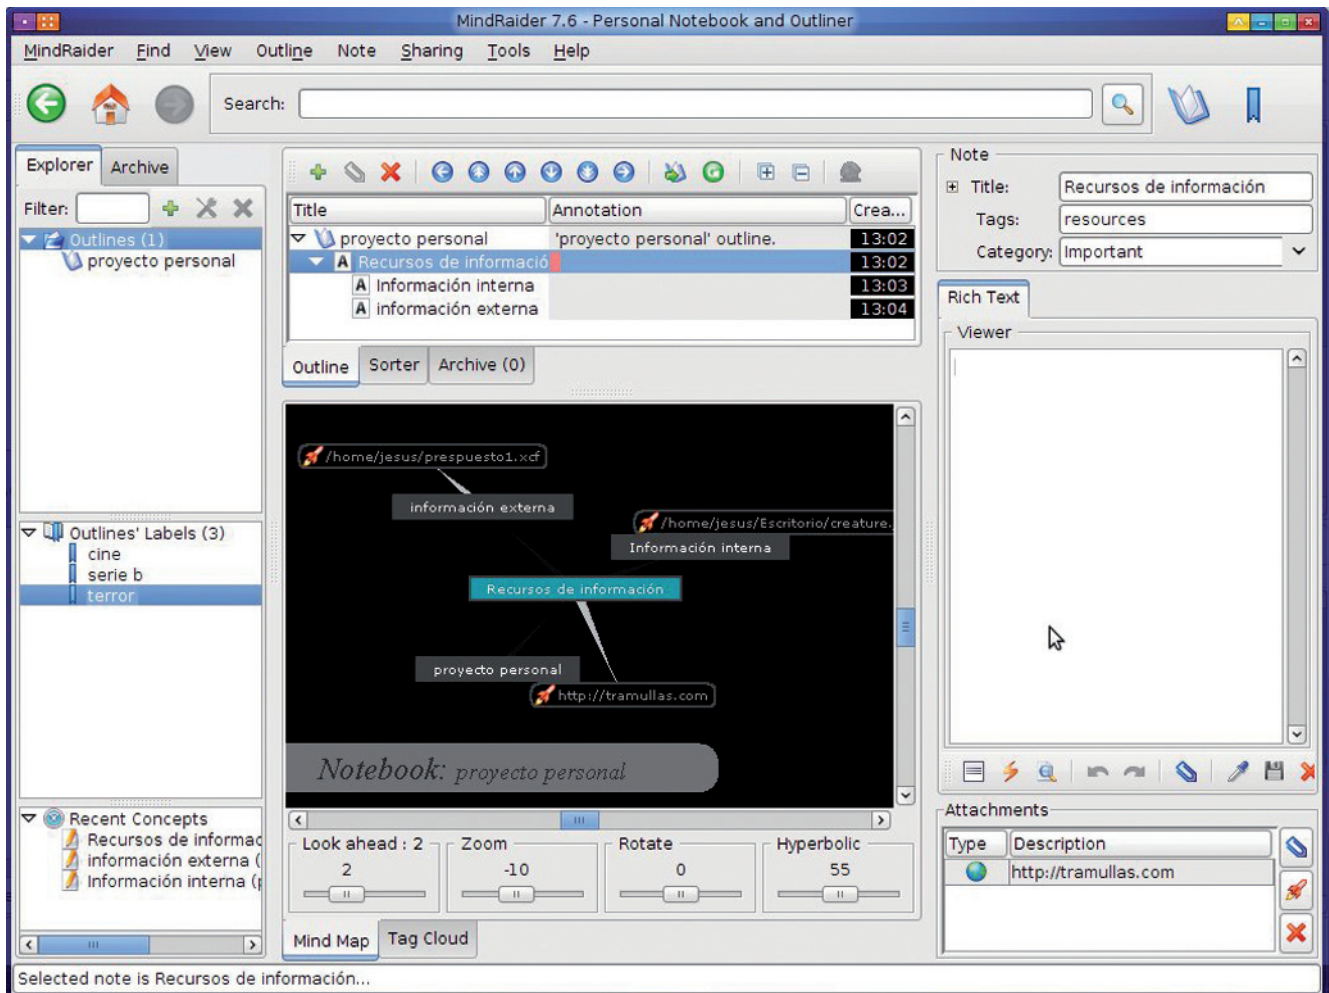 MindRaider 7.6 - Personal Notebook and Outliner
MindRaider Find View Outline Note Sharing Tools Help
Search:
Explorer Archive
Filter:
Outlines (1)
proyecto personal
Outlines' Labels (3)
cine
serie b
terror
Recent Concepts
Recursos de informac
información externa (
Información interna (p
Title Annotation Crea...
proyecto personal 'proyecto personal' outline. 13:02
A Recursos de informació 13:02
A Información interna 13:03
A información externa 13:04
Outline Sorter Archive (0)
/home/jesus/prespuesto1.xcf
información externa
/home/jesus/Escritorio/creature.
Información interna
Recursos de información
proyecto personal
http://tramullas.com
Notebook: proyecto personal
Look ahead : 2 Zoom Rotate Hyperbolic
2 -10 0 55
Mind Map Tag Cloud
Note
Title: Recursos de información
Tags: resources
Category: Important
Rich Text
Viewer
Attachments
Type Description
http://tramullas.com
Selected note is Recursos de información...